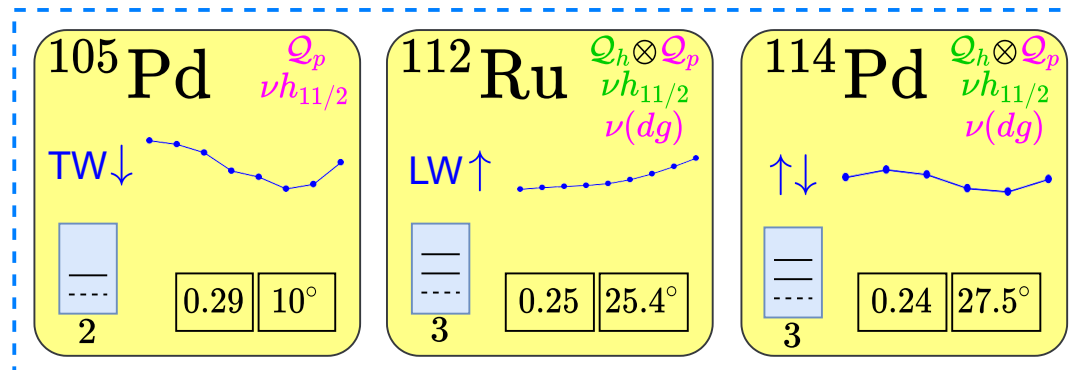 ¹⁰⁵Pd 𝒬ₚ
νh₁₁/₂
TW↓
0.29 10°
2
¹¹²Ru 𝒬ₕ⊗𝒬ₚ
νh₁₁/₂
ν(dg)
LW↑
0.25 25.4°
3
¹¹⁴Pd 𝒬ₕ⊗𝒬ₚ
νh₁₁/₂
ν(dg)
↑↓
0.24 27.5°
3